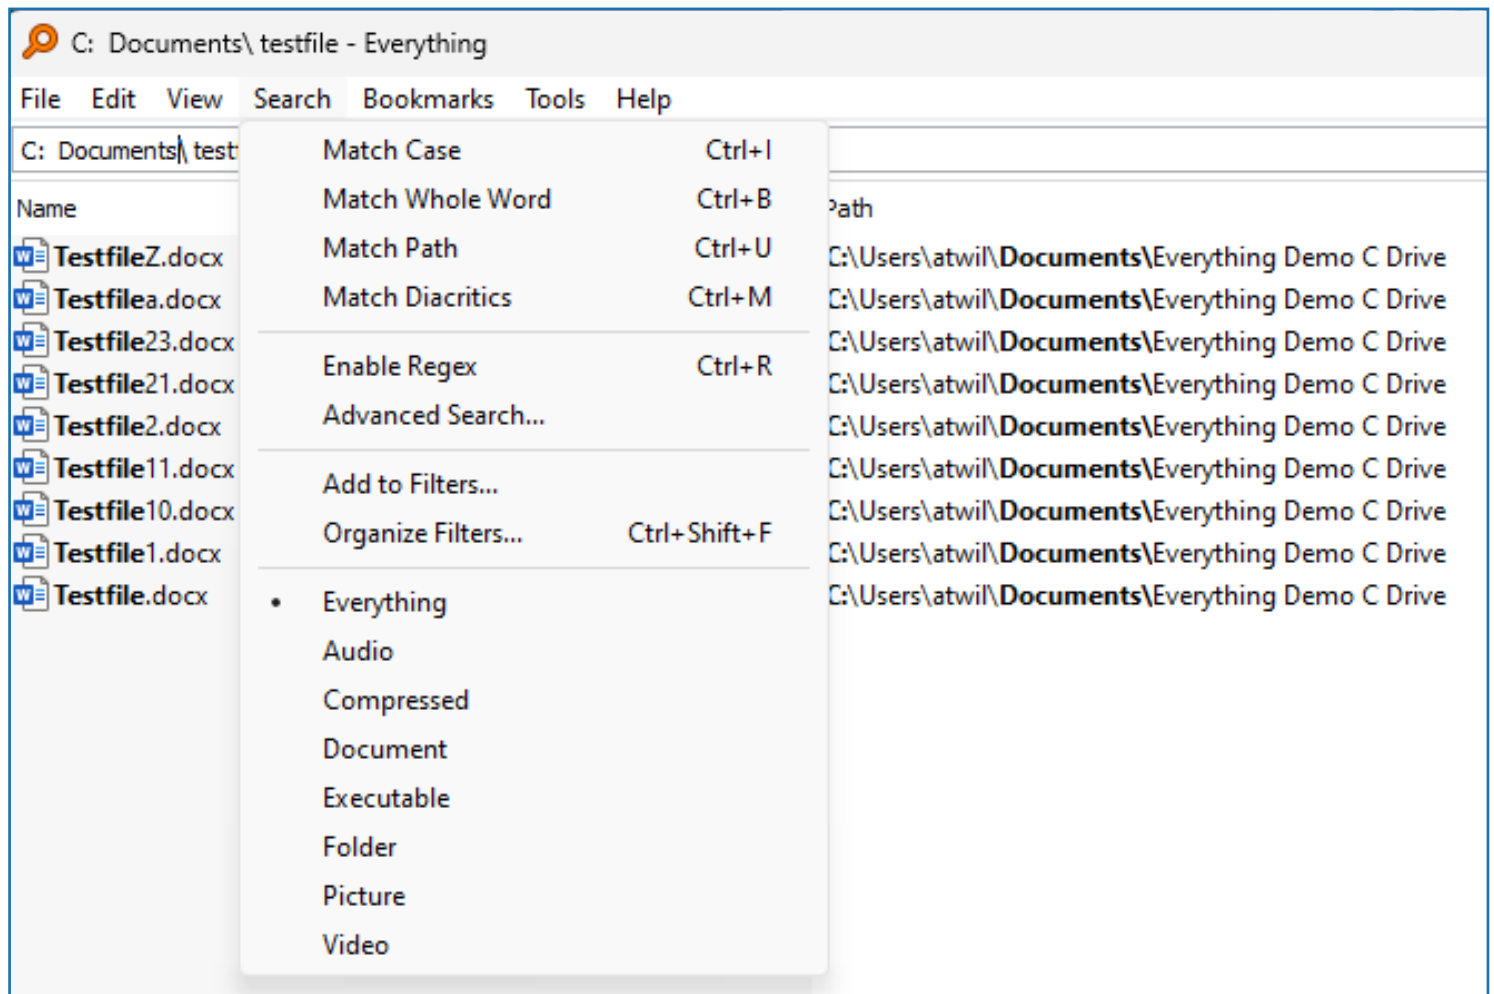 C:  Documents\ testfile - Everything
File Edit View Search Bookmarks Tools Help
C:  Documents\ testf
Name Path
Match Case Ctrl+I
Match Whole Word Ctrl+B
Match Path Ctrl+U
Match Diacritics Ctrl+M
Enable Regex Ctrl+R
Advanced Search...
Add to Filters...
Organize Filters... Ctrl+Shift+F
Everything
Audio
Compressed
Document
Executable
Folder
Picture
Video
TestfileZ.docx C:\Users\atwil\Documents\Everything Demo C Drive
Testfilea.docx C:\Users\atwil\Documents\Everything Demo C Drive
Testfile23.docx C:\Users\atwil\Documents\Everything Demo C Drive
Testfile21.docx C:\Users\atwil\Documents\Everything Demo C Drive
Testfile2.docx C:\Users\atwil\Documents\Everything Demo C Drive
Testfile11.docx C:\Users\atwil\Documents\Everything Demo C Drive
Testfile10.docx C:\Users\atwil\Documents\Everything Demo C Drive
Testfile1.docx C:\Users\atwil\Documents\Everything Demo C Drive
Testfile.docx C:\Users\atwil\Documents\Everything Demo C Drive